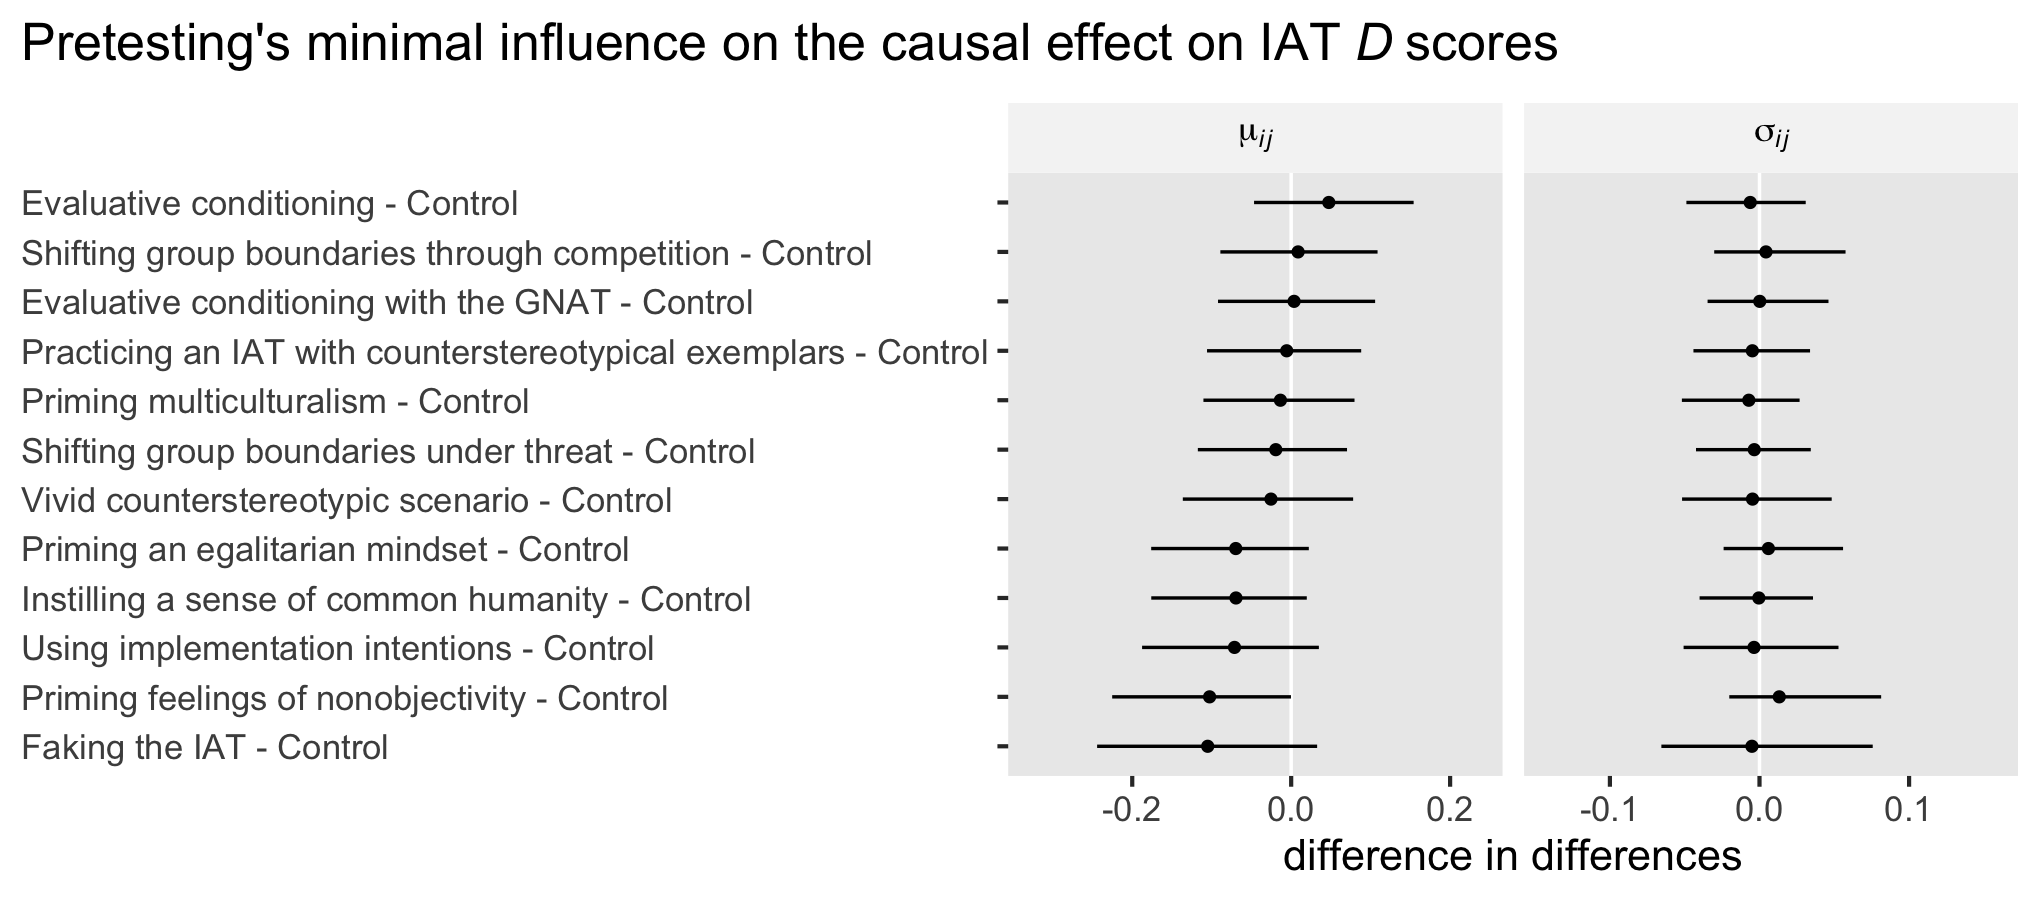 Pretesting's minimal influence on the causal effect on IAT D scores
μij
σij
Evaluative conditioning - Control
Shifting group boundaries through competition - Control
Evaluative conditioning with the GNAT - Control
Practicing an IAT with counterstereotypical exemplars - Control
Priming multiculturalism - Control
Shifting group boundaries under threat - Control
Vivid counterstereotypic scenario - Control
Priming an egalitarian mindset - Control
Instilling a sense of common humanity - Control
Using implementation intentions - Control
Priming feelings of nonobjectivity - Control
Faking the IAT - Control
-0.2 0.0 0.2
-0.1 0.0 0.1
difference in differences